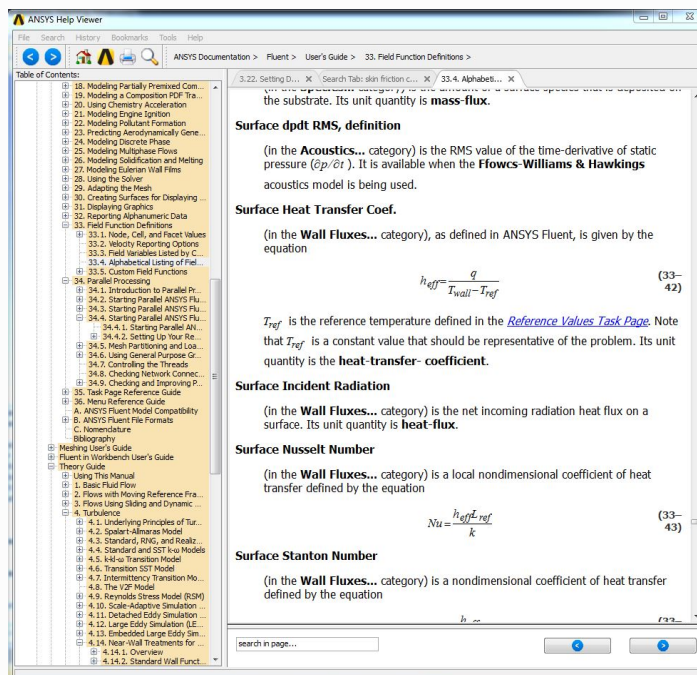 ANSYS Help Viewer
File Search History Bookmarks Tools Help
ANSYS Documentation > Fluent > User's Guide > 33. Field Function Definitions >
Table of Contents:
18. Modeling Partially Premixed Com...
19. Modeling a Composition PDF Tra...
20. Using Chemistry Acceleration
21. Modeling Engine Ignition
22. Modeling Pollutant Formation
23. Predicting Aerodynamically Gene...
24. Modeling Discrete Phase
25. Modeling Multiphase Flows
26. Modeling Solidification and Melting
27. Modeling Eulerian Wall Films
28. Using the Solver
29. Adapting the Mesh
30. Creating Surfaces for Displaying ...
31. Displaying Graphics
32. Reporting Alphanumeric Data
33. Field Function Definitions
33.1. Node, Cell, and Facet Values
33.2. Velocity Reporting Options
33.3. Field Variables Listed by C...
33.4. Alphabetical Listing of Fiel...
33.5. Custom Field Functions
34. Parallel Processing
34.1. Introduction to Parallel Pr...
34.2. Starting Parallel ANSYS Flu...
34.3. Starting Parallel ANSYS Flu...
34.4. Starting Parallel ANSYS Flu...
34.4.1. Starting Parallel AN...
34.4.2. Setting Up Your Re...
34.5. Mesh Partitioning and Loa...
34.6. Using General Purpose Gr...
34.7. Controlling the Threads
34.8. Checking Network Connec...
34.9. Checking and Improving P...
35. Task Page Reference Guide
36. Menu Reference Guide
A. ANSYS Fluent Model Compatibility
B. ANSYS Fluent File Formats
C. Nomenclature
Bibliography
Meshing User's Guide
Fluent in Workbench User's Guide
Theory Guide
Using This Manual
1. Basic Fluid Flow
2. Flows with Moving Reference Fra...
3. Flows Using Sliding and Dynamic ...
4. Turbulence
4.1. Underlying Principles of Tur...
4.2. Spalart-Allmaras Model
4.3. Standard, RNG, and Realiz...
4.4. Standard and SST k-ω Models
4.5. k-kl-ω Transition Model
4.6. Transition SST Model
4.7. Intermittency Transition Mo...
4.8. The V2F Model
4.9. Reynolds Stress Model (RSM)
4.10. Scale-Adaptive Simulation ...
4.11. Detached Eddy Simulation ...
4.12. Large Eddy Simulation (LE...
4.13. Embedded Large Eddy Sim...
4.14. Near-Wall Treatments for ...
4.14.1. Overview
4.14.2. Standard Wall Funct...
3.22. Setting D... X Search Tab: skin friction c... X 33.4. Alphabeti... X
the substrate. Its unit quantity is mass-flux.
Surface dpdt RMS, definition
(in the Acoustics... category) is the RMS value of the time-derivative of static
pressure (∂p/∂t ). It is available when the Ffowcs-Williams & Hawkings
acoustics model is being used.
Surface Heat Transfer Coef.
(in the Wall Fluxes... category), as defined in ANSYS Fluent, is given by the
equation
h_eff = q / (T_wall − T_ref) (33–42)
T_ref is the reference temperature defined in the Reference Values Task Page. Note
that T_ref is a constant value that should be representative of the problem. Its unit
quantity is the heat-transfer- coefficient.
Surface Incident Radiation
(in the Wall Fluxes... category) is the net incoming radiation heat flux on a
surface. Its unit quantity is heat-flux.
Surface Nusselt Number
(in the Wall Fluxes... category) is a local nondimensional coefficient of heat
transfer defined by the equation
Nu = h_eff L_ref / k (33–43)
Surface Stanton Number
(in the Wall Fluxes... category) is a nondimensional coefficient of heat transfer
defined by the equation
search in page...